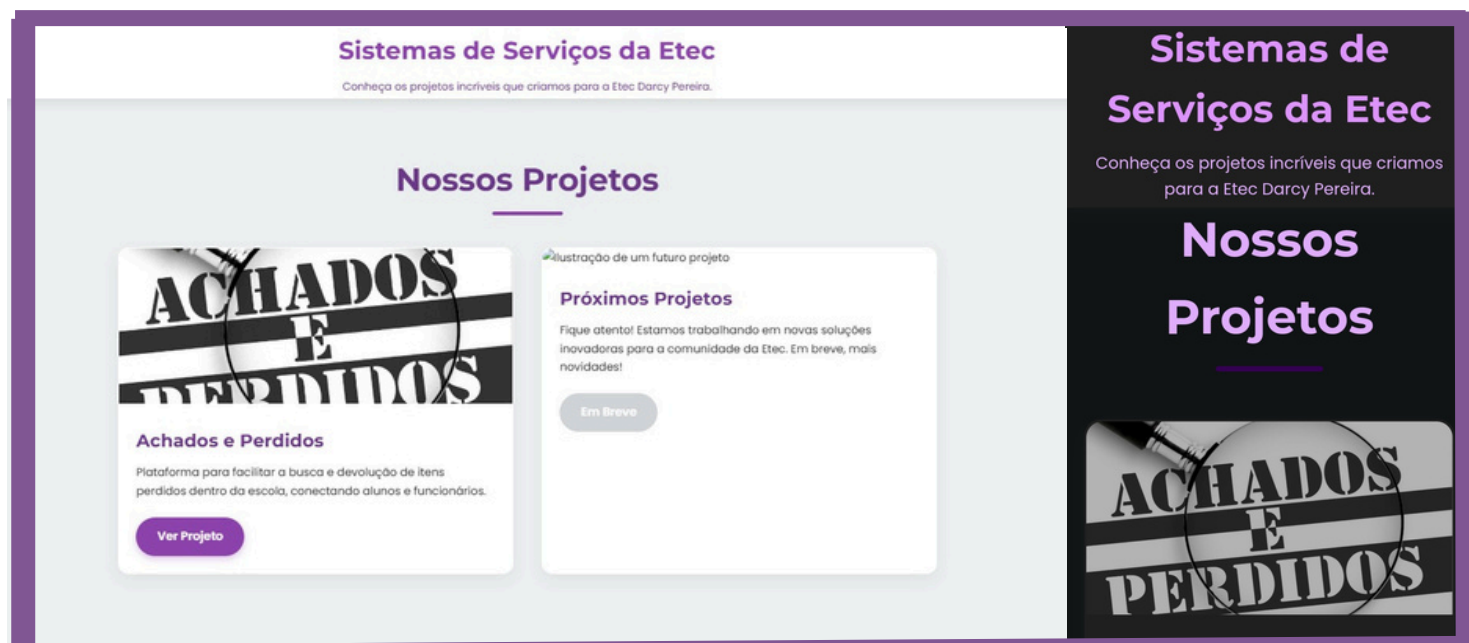 Sistemas de Serviços da Etec
Conheça os projetos incríveis que criamos para a Etec Darcy Pereira.
Nossos Projetos
ACHADOS
E
PERDIDOS
Achados e Perdidos
Plataforma para facilitar a busca e devolução de itens
perdidos dentro da escola, conectando alunos e funcionários.
Ver Projeto
Ilustração de um futuro projeto
Próximos Projetos
Fique atento! Estamos trabalhando em novas soluções
inovadoras para a comunidade da Etec. Em breve, mais
novidades!
Em Breve
Sistemas de
Serviços da Etec
Conheça os projetos incríveis que criamos
para a Etec Darcy Pereira.
Nossos
Projetos
ACHADOS
E
PERDIDOS